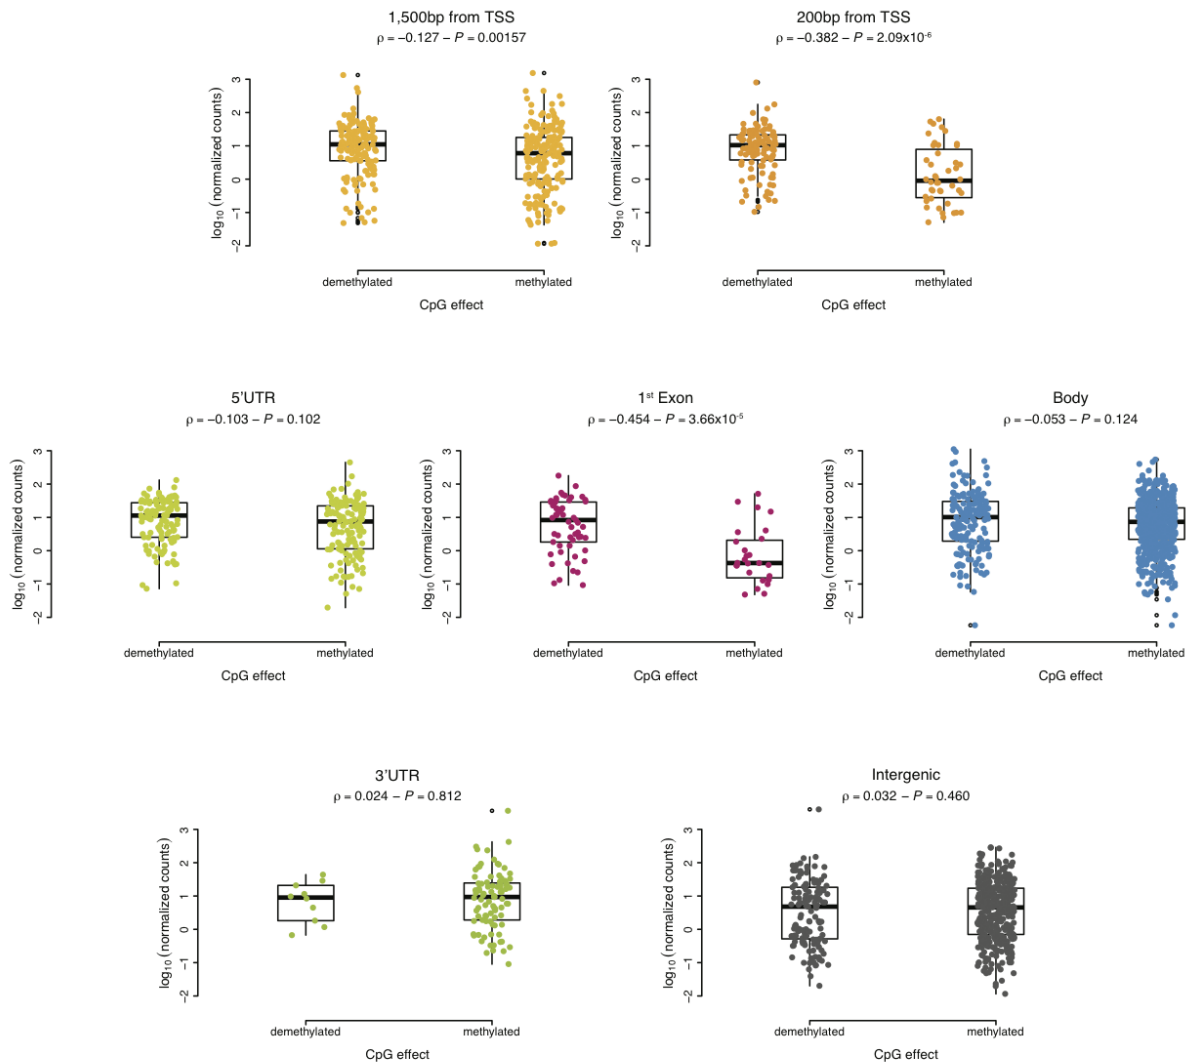 1,500bp from TSS
ρ = −0.127 − P = 0.00157
log10 (normalized counts)
3
2
1
0
−1
−2
demethylated methylated
CpG effect
200bp from TSS
ρ = −0.382 − P = 2.09x10-6
log10 (normalized counts)
3
2
1
0
−1
−2
demethylated methylated
CpG effect
5'UTR
ρ = −0.103 − P = 0.102
log10 (normalized counts)
3
2
1
0
−1
−2
demethylated methylated
CpG effect
1st Exon
ρ = −0.454 − P = 3.66x10-5
log10 (normalized counts)
3
2
1
0
−1
−2
demethylated methylated
CpG effect
Body
ρ = −0.053 − P = 0.124
log10 (normalized counts)
3
2
1
0
−1
−2
demethylated methylated
CpG effect
3'UTR
ρ = 0.024 − P = 0.812
log10 (normalized counts)
3
2
1
0
−1
−2
demethylated methylated
CpG effect
Intergenic
ρ = 0.032 − P = 0.460
log10 (normalized counts)
3
2
1
0
−1
−2
demethylated methylated
CpG effect